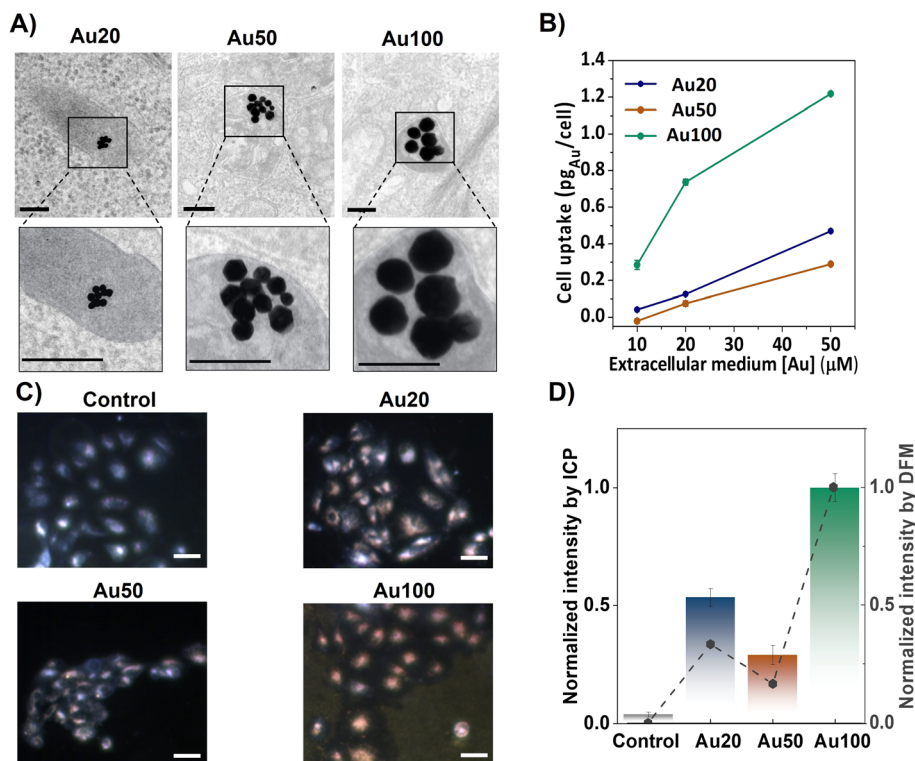 A)
Au20
Au50
Au100
B)
Cell uptake (pgAu/cell)
1.4
1.2
1.0
0.8
0.6
0.4
0.2
0.0
Au20
Au50
Au100
10 20 30 40 50
Extracellular medium [Au] (μM)
C)
Control
Au20
Au50
Au100
D)
Normalized intensity by ICP
1.0
0.5
0.0
Control Au20 Au50 Au100
1.0
0.5
0.0
Normalized intensity by DFM